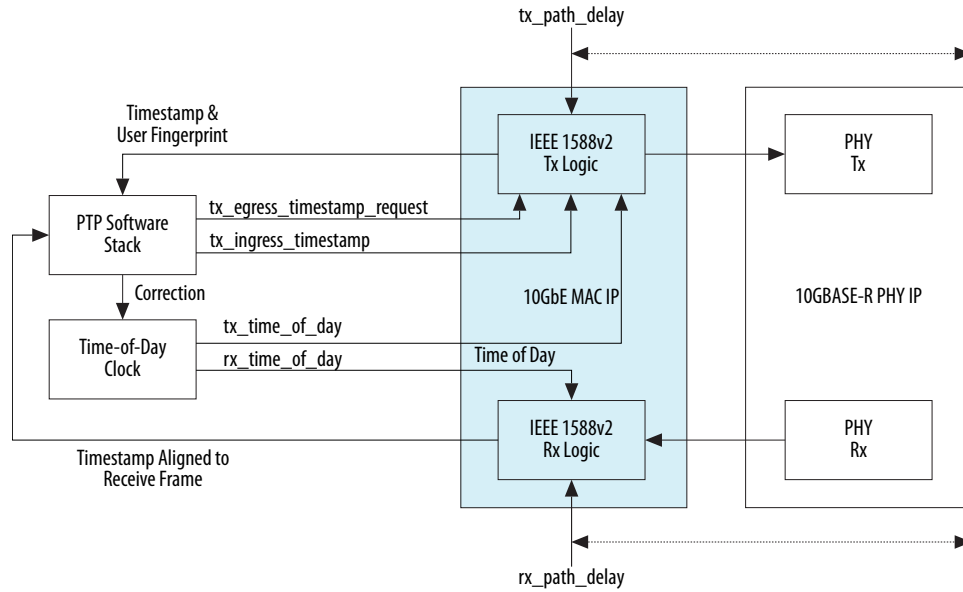 tx_path_delay
Timestamp &
User Fingerprint
IEEE 1588v2
Tx Logic
PHY
Tx
tx_egress_timestamp_request
PTP Software
Stack
tx_ingress_timestamp
Correction
10GbE MAC IP
10GBASE-R PHY IP
tx_time_of_day
Time-of-Day
Clock
rx_time_of_day
Time of Day
IEEE 1588v2
Rx Logic
PHY
Rx
Timestamp Aligned to
Receive Frame
rx_path_delay